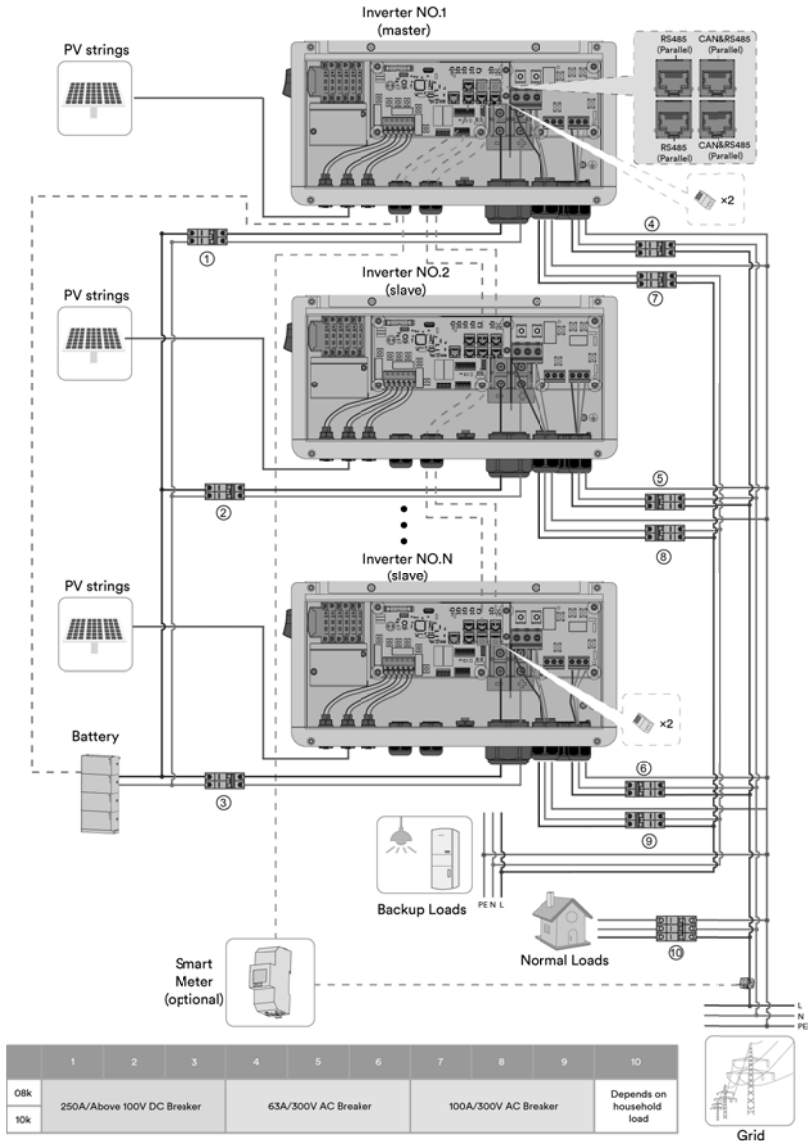 Inverter NO.1
(master)
PV strings
RS485
(Parallel)
CAN&RS485
(Parallel)
RS485
(Parallel)
CAN&RS485
(Parallel)
×2
①
④
⑦
Inverter NO.2
(slave)
PV strings
②
⑤
⑧
Inverter NO.N
(slave)
PV strings
×2
Battery
③
⑥
⑨
Backup Loads
PE N L
Normal Loads
⑩
Smart
Meter
(optional)
L
N
PE
Grid
1 2 3 4 5 6 7 8 9 10
08k
10k
250A/Above 100V DC Breaker
63A/300V AC Breaker
100A/300V AC Breaker
Depends on
household
load